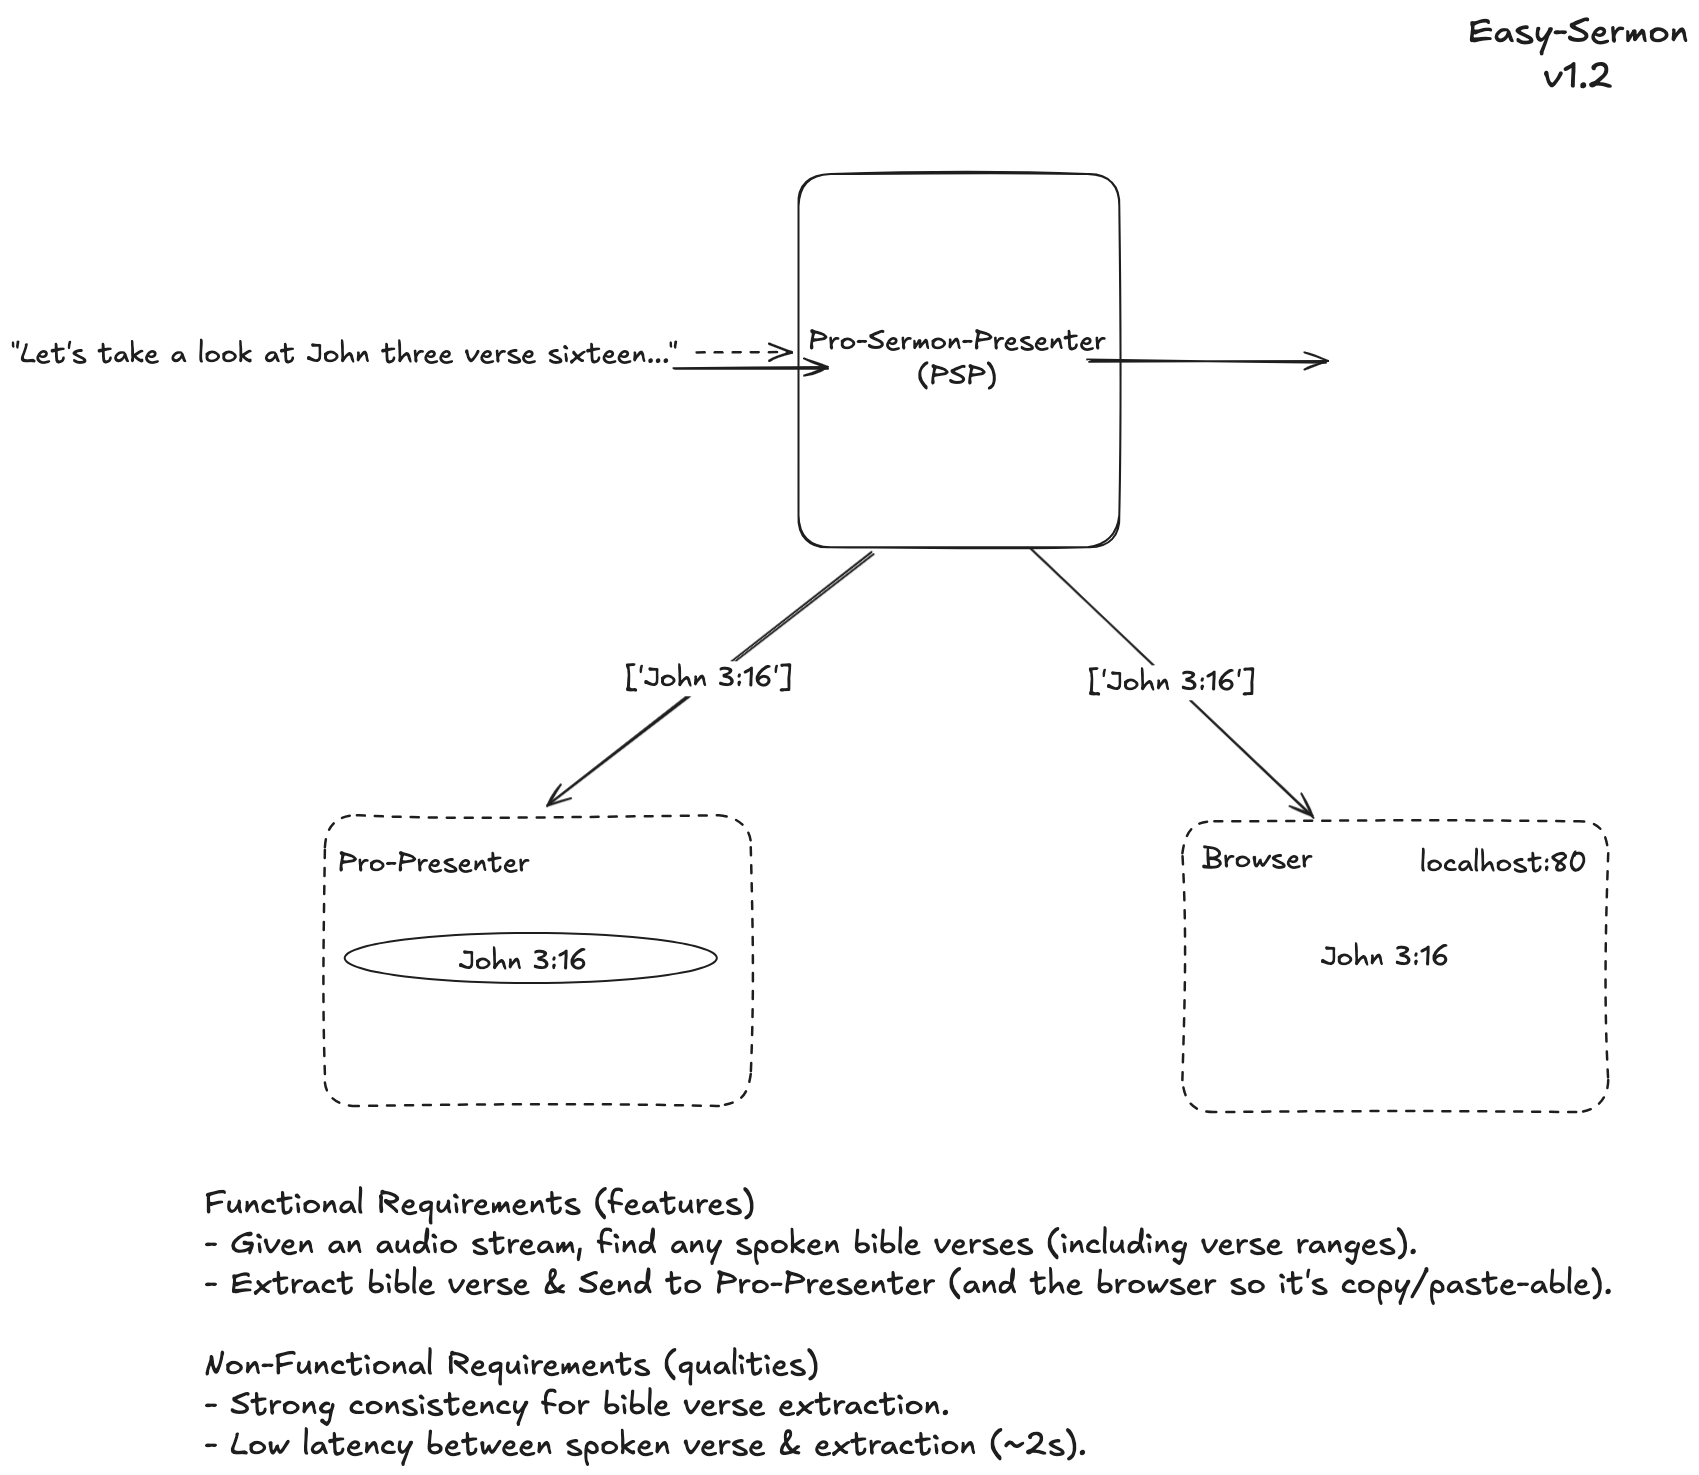 Easy-Sermon
v1.2
"Let's take a look at John three verse sixteen..."
Pro-Sermon-Presenter
(PSP)
['John 3:16']
['John 3:16']
Pro-Presenter
John 3:16
Browser
localhost:80
John 3:16
Functional Requirements (features)
- Given an audio stream, find any spoken bible verses (including verse ranges).
- Extract bible verse & Send to Pro-Presenter (and the browser so it's copy/paste-able).
Non-Functional Requirements (qualities)
- Strong consistency for bible verse extraction.
- Low latency between spoken verse & extraction (~2s).